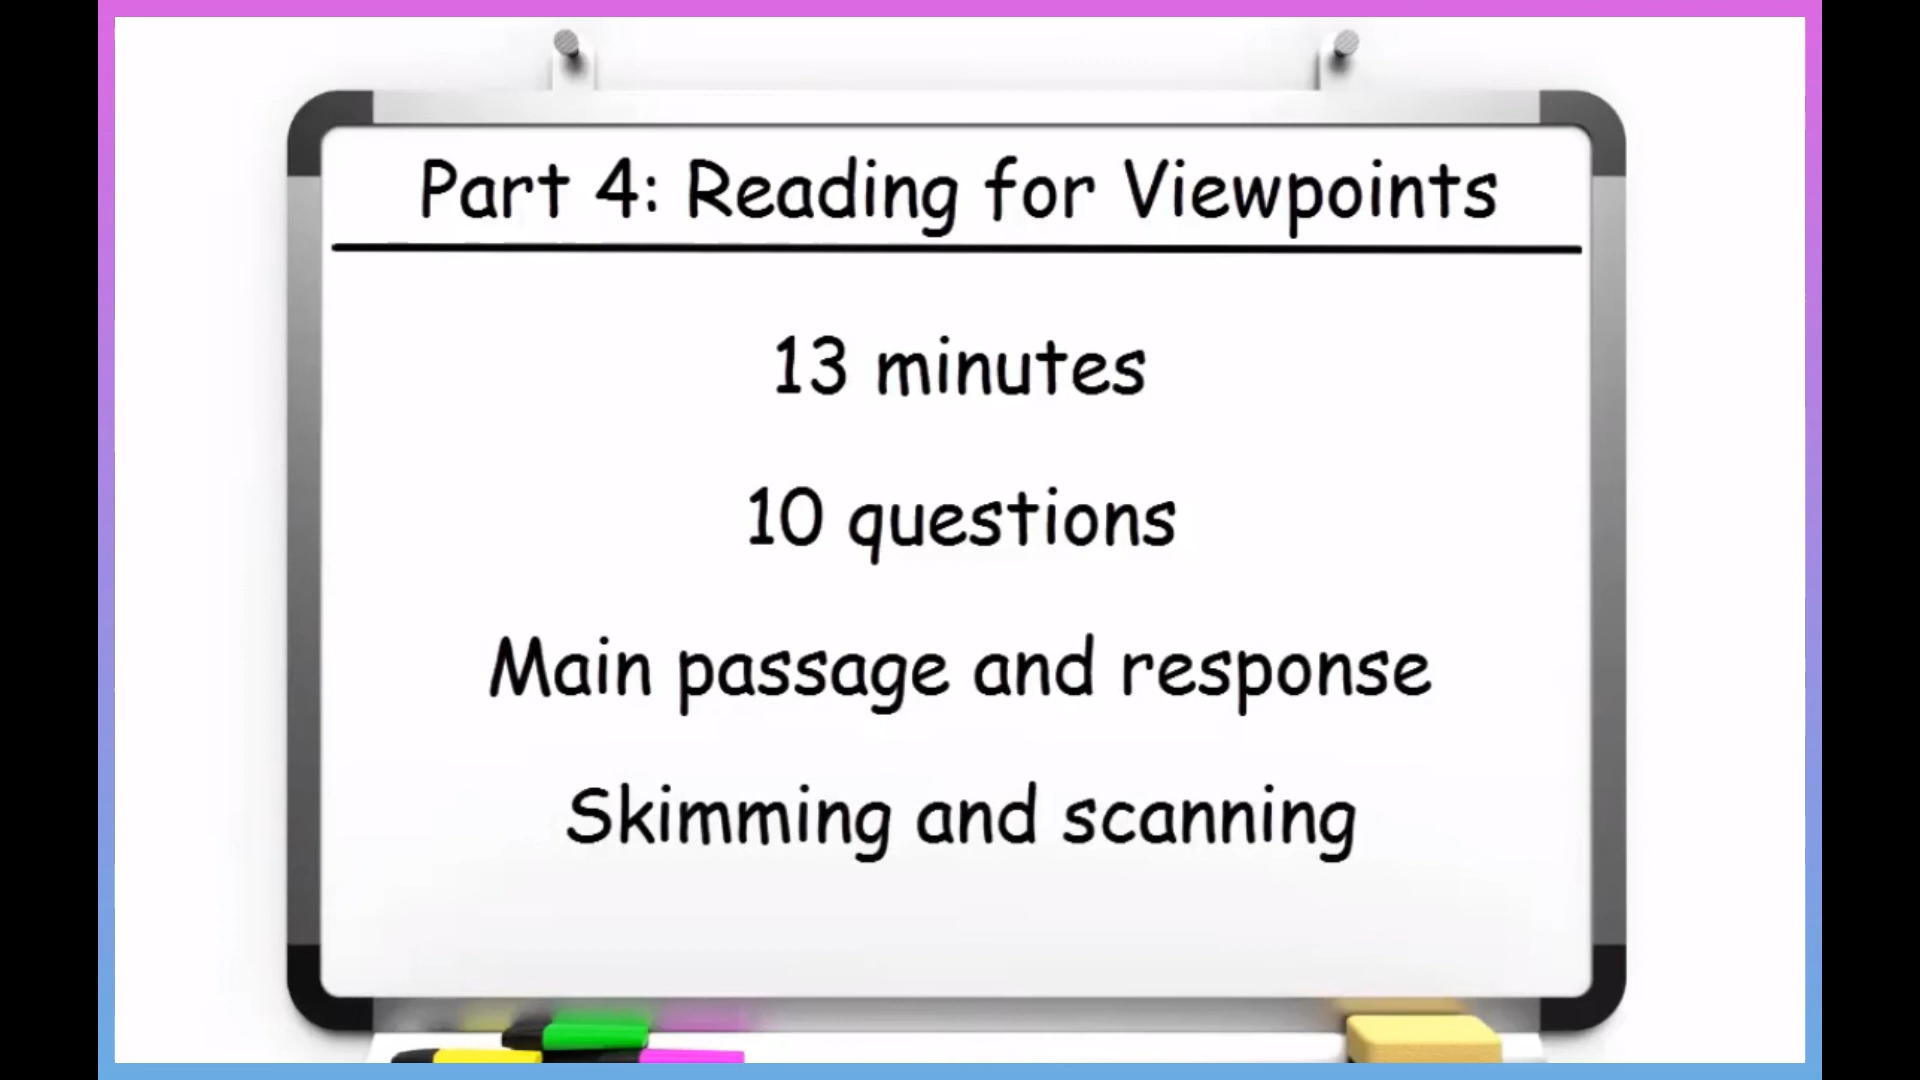 Part 4: Reading for Viewpoints
13 minutes
10 questions
Main passage and response
Skimming and scanning